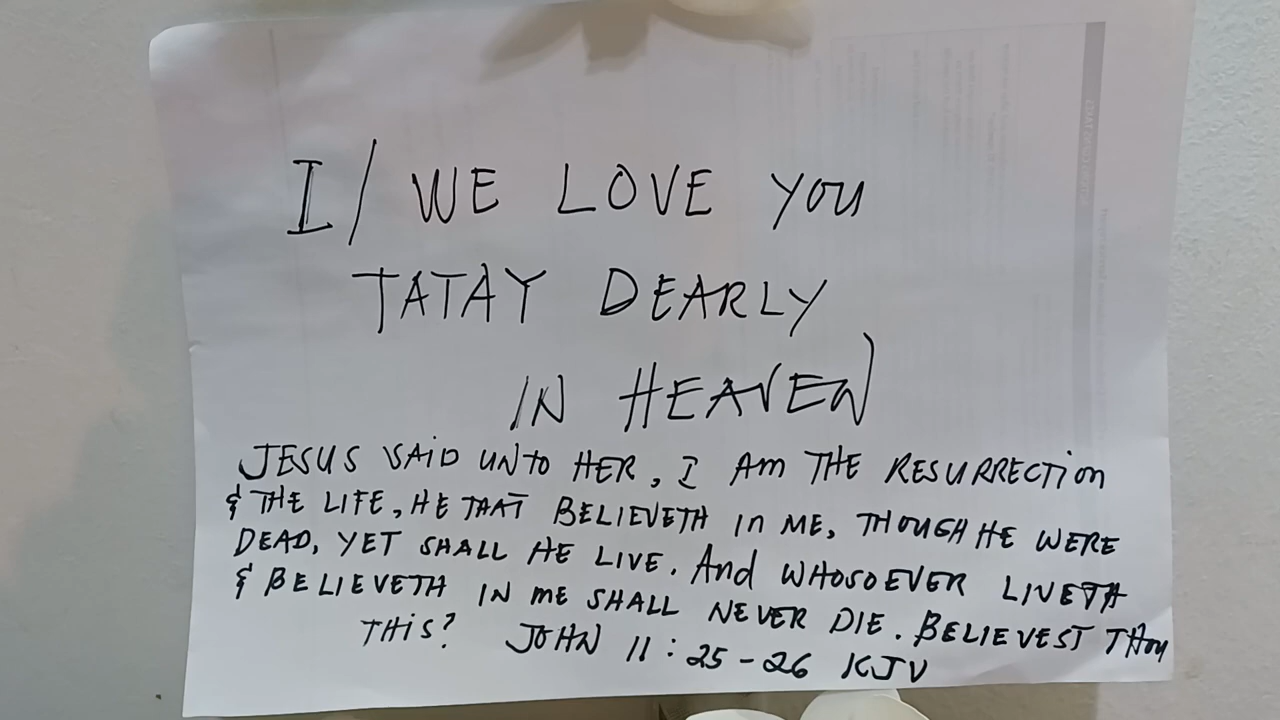 I/ WE LOVE YOU
TATAY DEARLY
IN HEAVEN
JESUS SAID UNTO HER, I AM THE RESURRECTION
& THE LIFE, HE THAT BELIEVETH IN ME, THOUGH HE WERE
DEAD, YET SHALL HE LIVE. And WHOSOEVER LIVETH
& BELIEVETH IN ME SHALL NEVER DIE. BELIEVEST THOU
THIS? JOHN 11:25-26 KJV